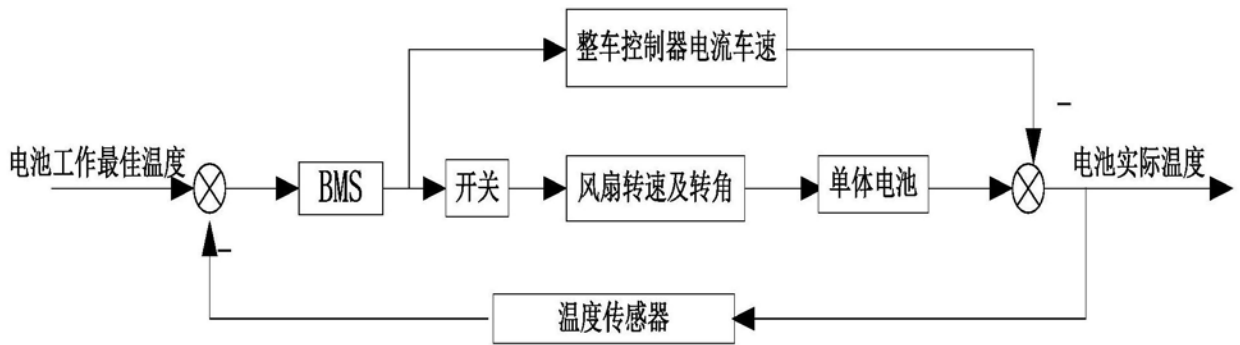 整车控制器电流车速
−
电池工作最佳温度
BMS
开关
风扇转速及转角
单体电池
电池实际温度
−
温度传感器